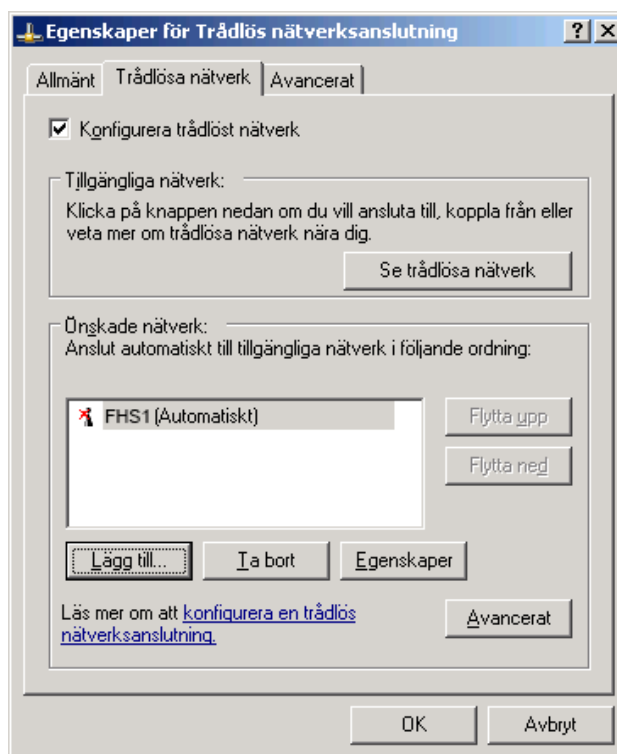 Egenskaper för Trådlös nätverksanslutning
Allmänt Trådlösa nätverk Avancerat
Konfigurera trådlöst nätverk
Tillgängliga nätverk:
Klicka på knappen nedan om du vill ansluta till, koppla från eller
veta mer om trådlösa nätverk nära dig.
Se trådlösa nätverk
Önskade nätverk:
Anslut automatiskt till tillgängliga nätverk i följande ordning:
FHS1 (Automatiskt)
Flytta upp
Flytta ned
Lägg till...
Ta bort
Egenskaper
Läs mer om att konfigurera en trådlös
nätverksanslutning.
Avancerat
OK
Avbryt